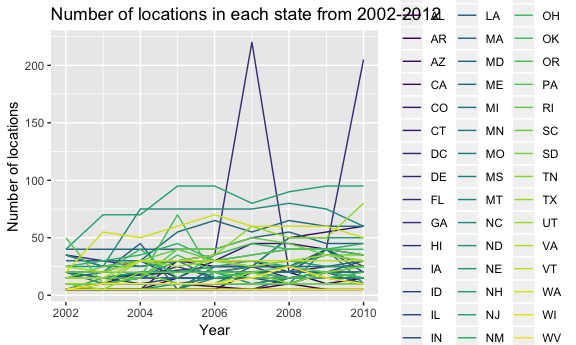 Number of locations in each state from 2002-2012
Number of locations
200
150
100
50
0
2002
2004
2006
2008
2010
Year
AL
AR
AZ
CA
CO
CT
DC
DE
FL
GA
HI
IA
ID
IL
IN
LA
MA
MD
ME
MI
MN
MO
MS
MT
NC
ND
NE
NH
NJ
NM
OH
OK
OR
PA
RI
SC
SD
TN
TX
UT
VA
VT
WA
WI
WV